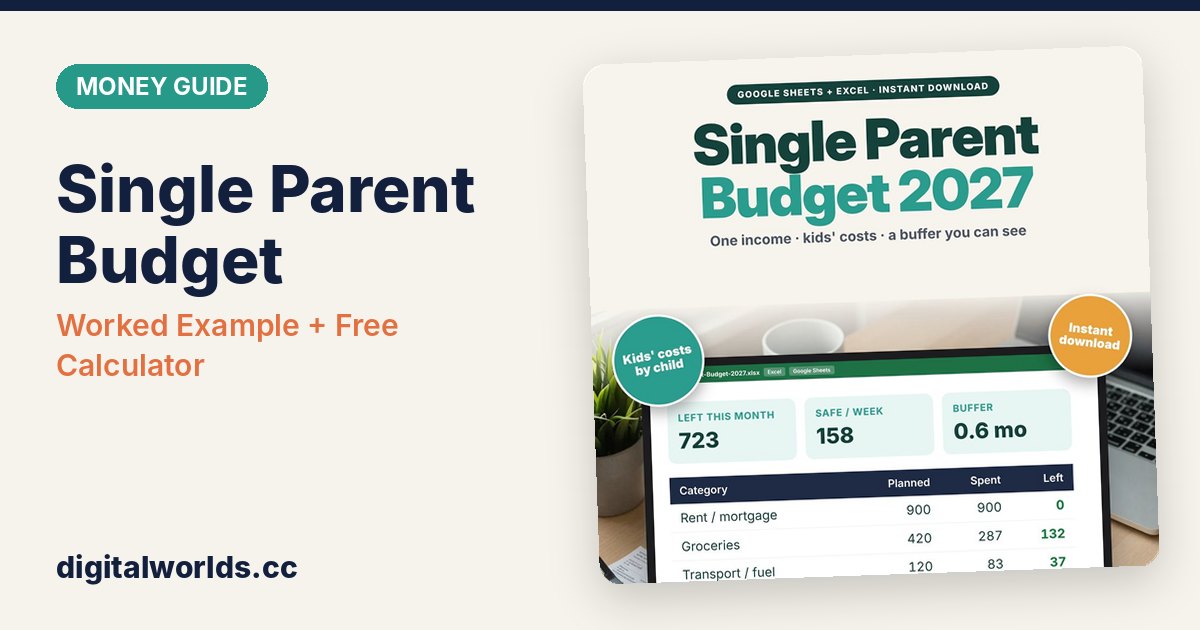 MONEY GUIDE
Single Parent
Budget
Worked Example + Free
Calculator
digitalworlds.cc
GOOGLE SHEETS + EXCEL · INSTANT DOWNLOAD
Single Parent
Budget 2027
One income · kids' costs · a buffer you can see
Kids' costs
by child
Instant
download
-Budget-2027.xlsx Excel Google Sheets
LEFT THIS MONTH
723
SAFE / WEEK
158
BUFFER
0.6 mo
Category Planned Spent Left
Rent / mortgage 900 900 0
Groceries 420 287 132
Transport / fuel 120 83 37